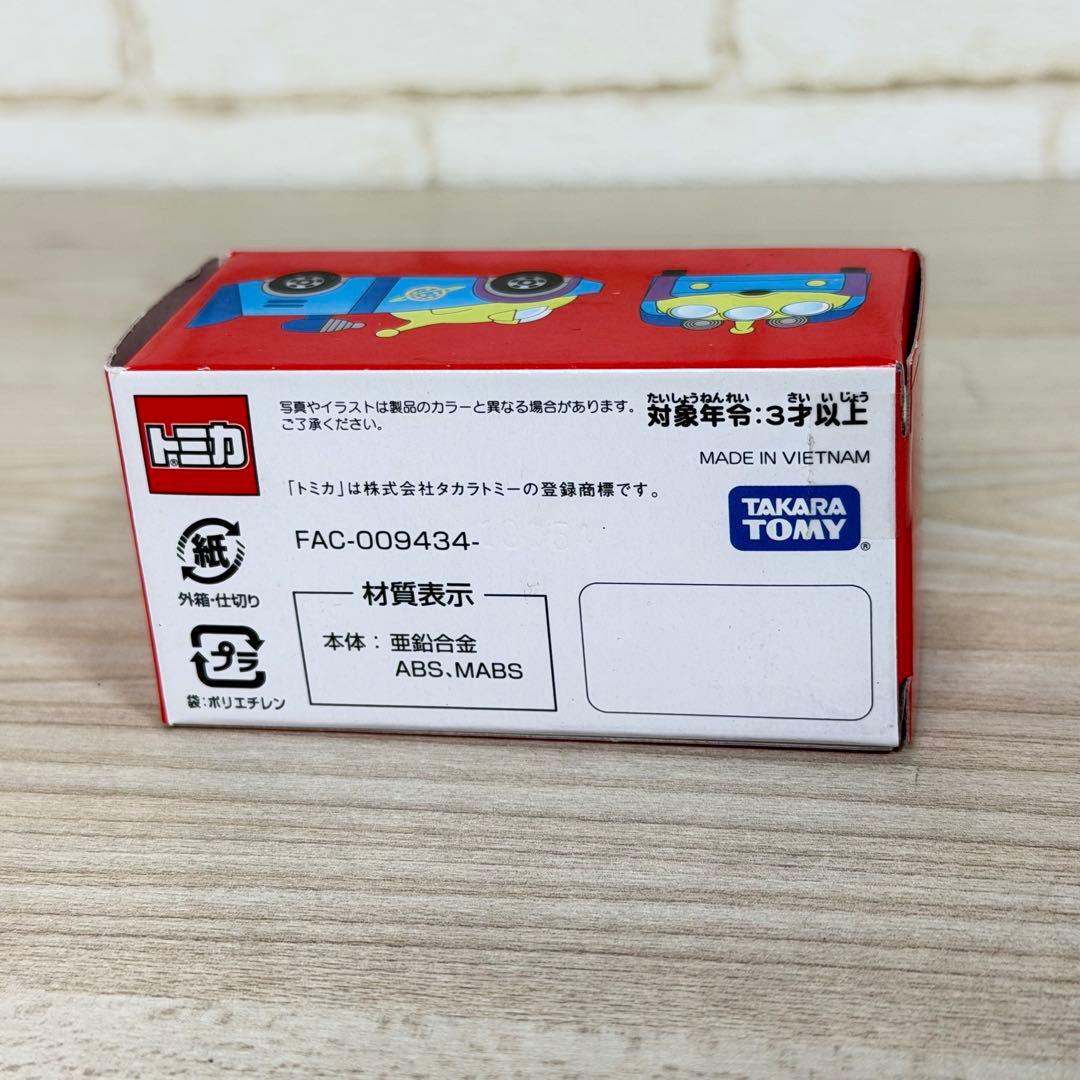 トミカ®
写真やイラストは製品のカラーと異なる場合があります。
ご了承ください。
たいしょうねんれい さいいじょう
対象年令:3才以上
MADE IN VIETNAM
「トミカ」は株式会社タカラトミーの登録商標です。
TAKARA
TOMY®
FAC-009434-
紙
外箱・仕切り
プラ
袋:ポリエチレン
材質表示
本体: 亜鉛合金
ABS、MABS